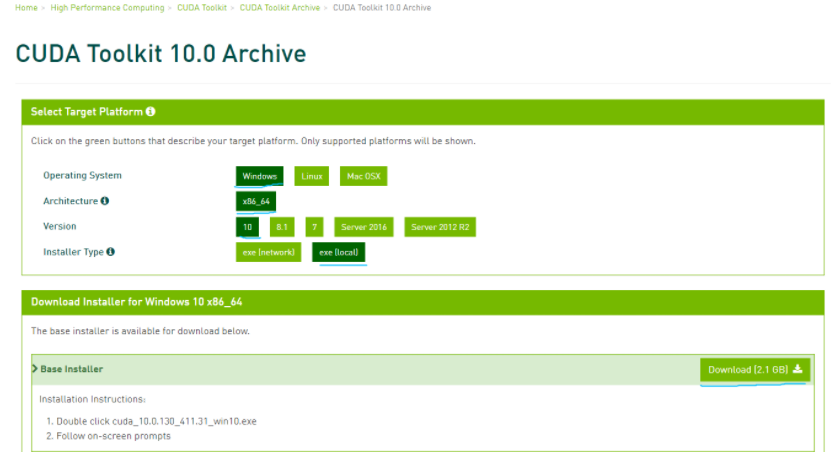 Home > High Performance Computing > CUDA Toolkit > CUDA Toolkit Archive > CUDA Toolkit 10.0 Archive
CUDA Toolkit 10.0 Archive
Select Target Platform
Click on the green buttons that describe your target platform. Only supported platforms will be shown.
Operating System Windows Linux Mac OSX
Architecture x86_64
Version 10 8.1 7 Server 2016 Server 2012 R2
Installer Type exe (network) exe (local)
Download Installer for Windows 10 x86_64
The base installer is available for download below.
Base Installer Download (2.1 GB)
Installation Instructions:
1. Double click cuda_10.0.130_411.31_win10.exe
2. Follow on-screen prompts